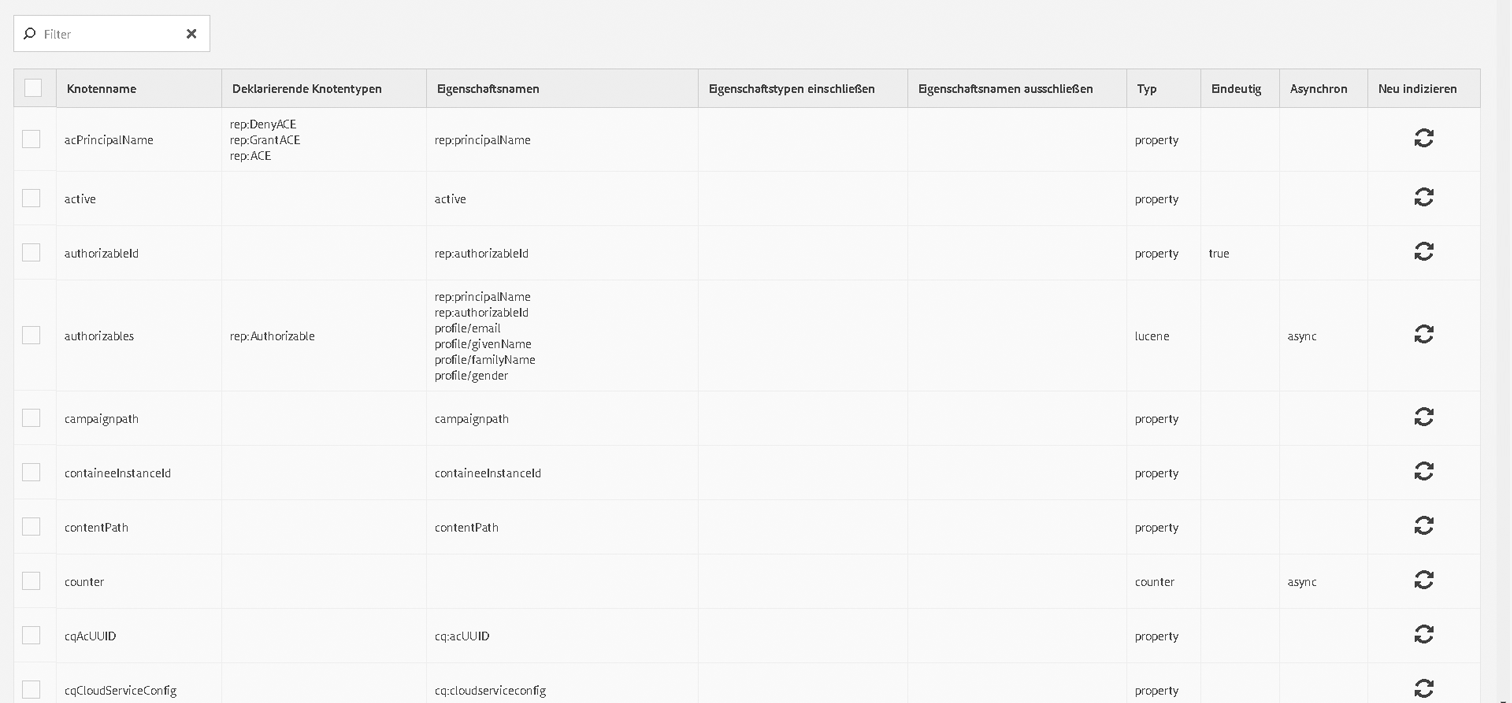 Filter
Knotenname Deklarierende Knotentypen Eigenschaftsnamen Eigenschaftstypen einschließen Eigenschaftsnamen ausschließen Typ Eindeutig Asynchron Neu indizieren
acPrincipalName
rep:DenyACE
rep:GrantACE
rep:ACE
rep:principalName
property
active active property
authorizableId rep:authorizableId property true
authorizables
rep:Authorizable
rep:principalName
rep:authorizableId
profile/email
profile/givenName
profile/familyName
profile/gender
lucene
async
campaignpath campaignpath property
containeeInstanceId containeeInstanceId property
contentPath contentPath property
counter counter async
cqAcUUID cq:acUUID property
cqCloudServiceConfig cq:cloudserviceconfig property